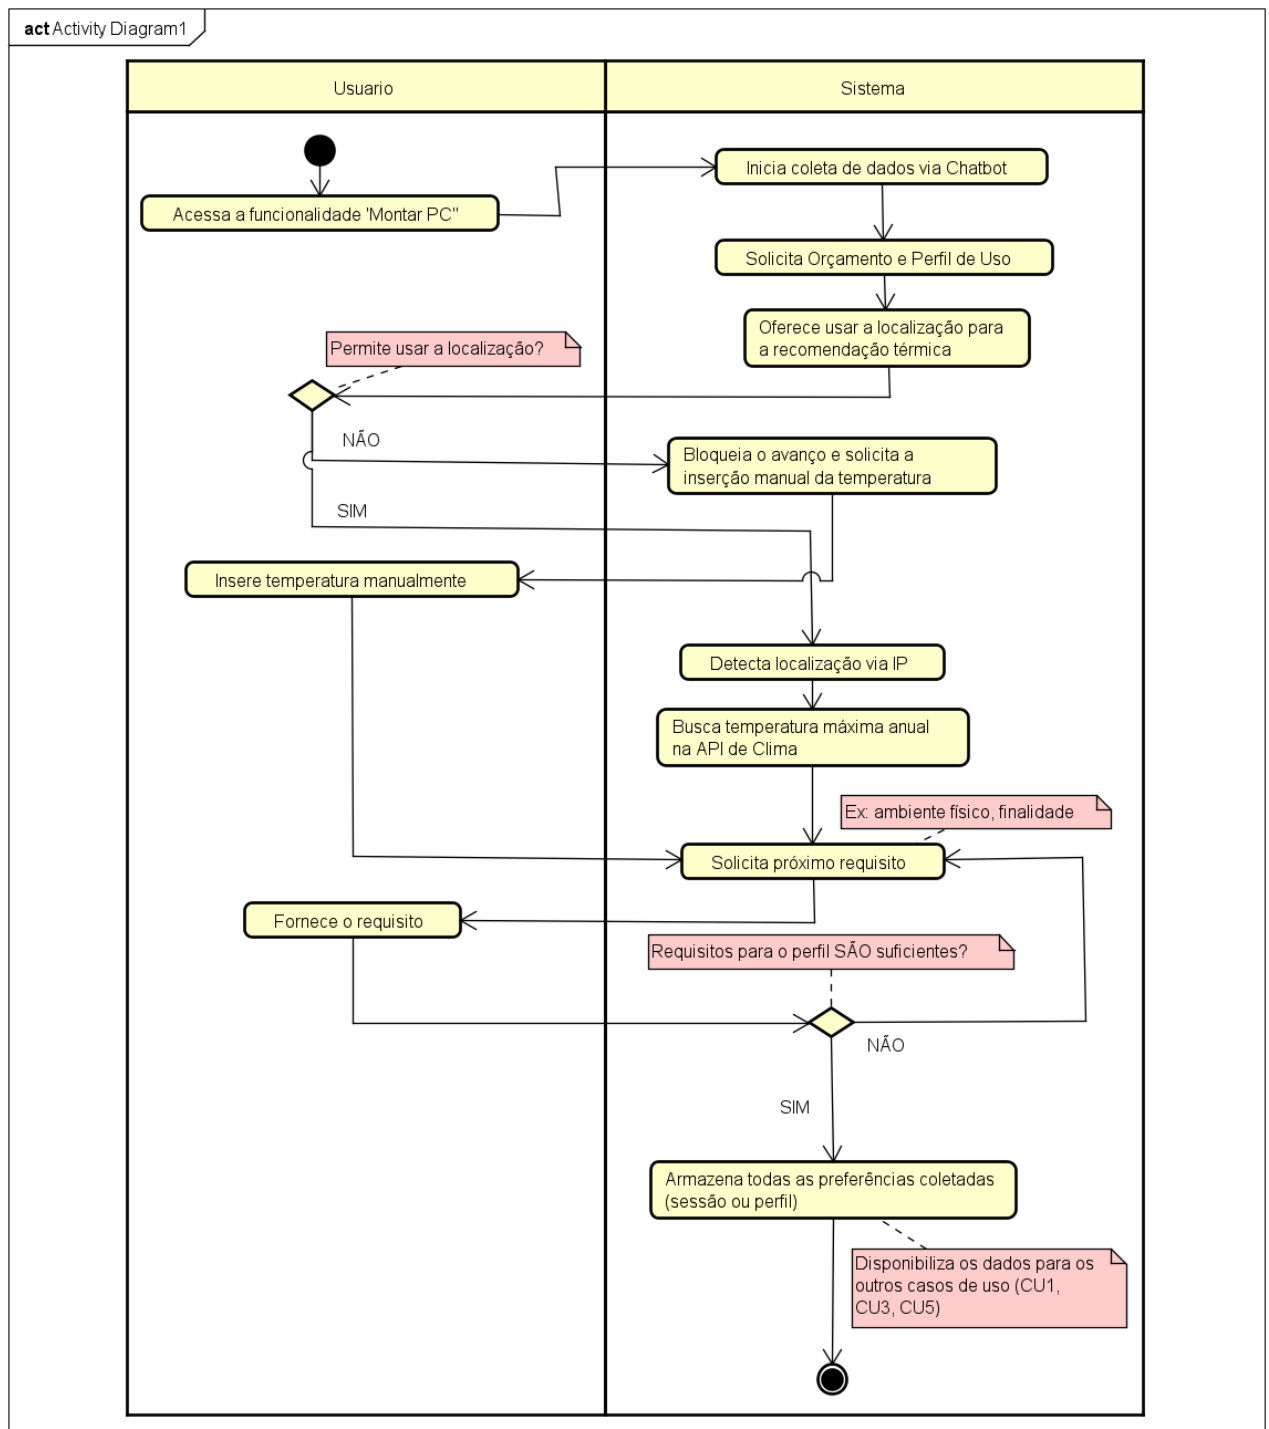 act Activity Diagram1
Usuario
Sistema
Inicia coleta de dados via Chatbot
Acessa a funcionalidade 'Montar PC"
Solicita Orçamento e Perfil de Uso
Oferece usar a localização para
a recomendação térmica
Permite usar a localização?
NÃO
Bloqueia o avanço e solicita a
inserção manual da temperatura
SIM
Insere temperatura manualmente
Detecta localização via IP
Busca temperatura máxima anual
na API de Clima
Ex: ambiente físico, finalidade
Solicita próximo requisito
Fornece o requisito
Requisitos para o perfil SÃO suficientes?
NÃO
SIM
Armazena todas as preferências coletadas
(sessão ou perfil)
Disponibiliza os dados para os
outros casos de uso (CU1,
CU3, CU5)